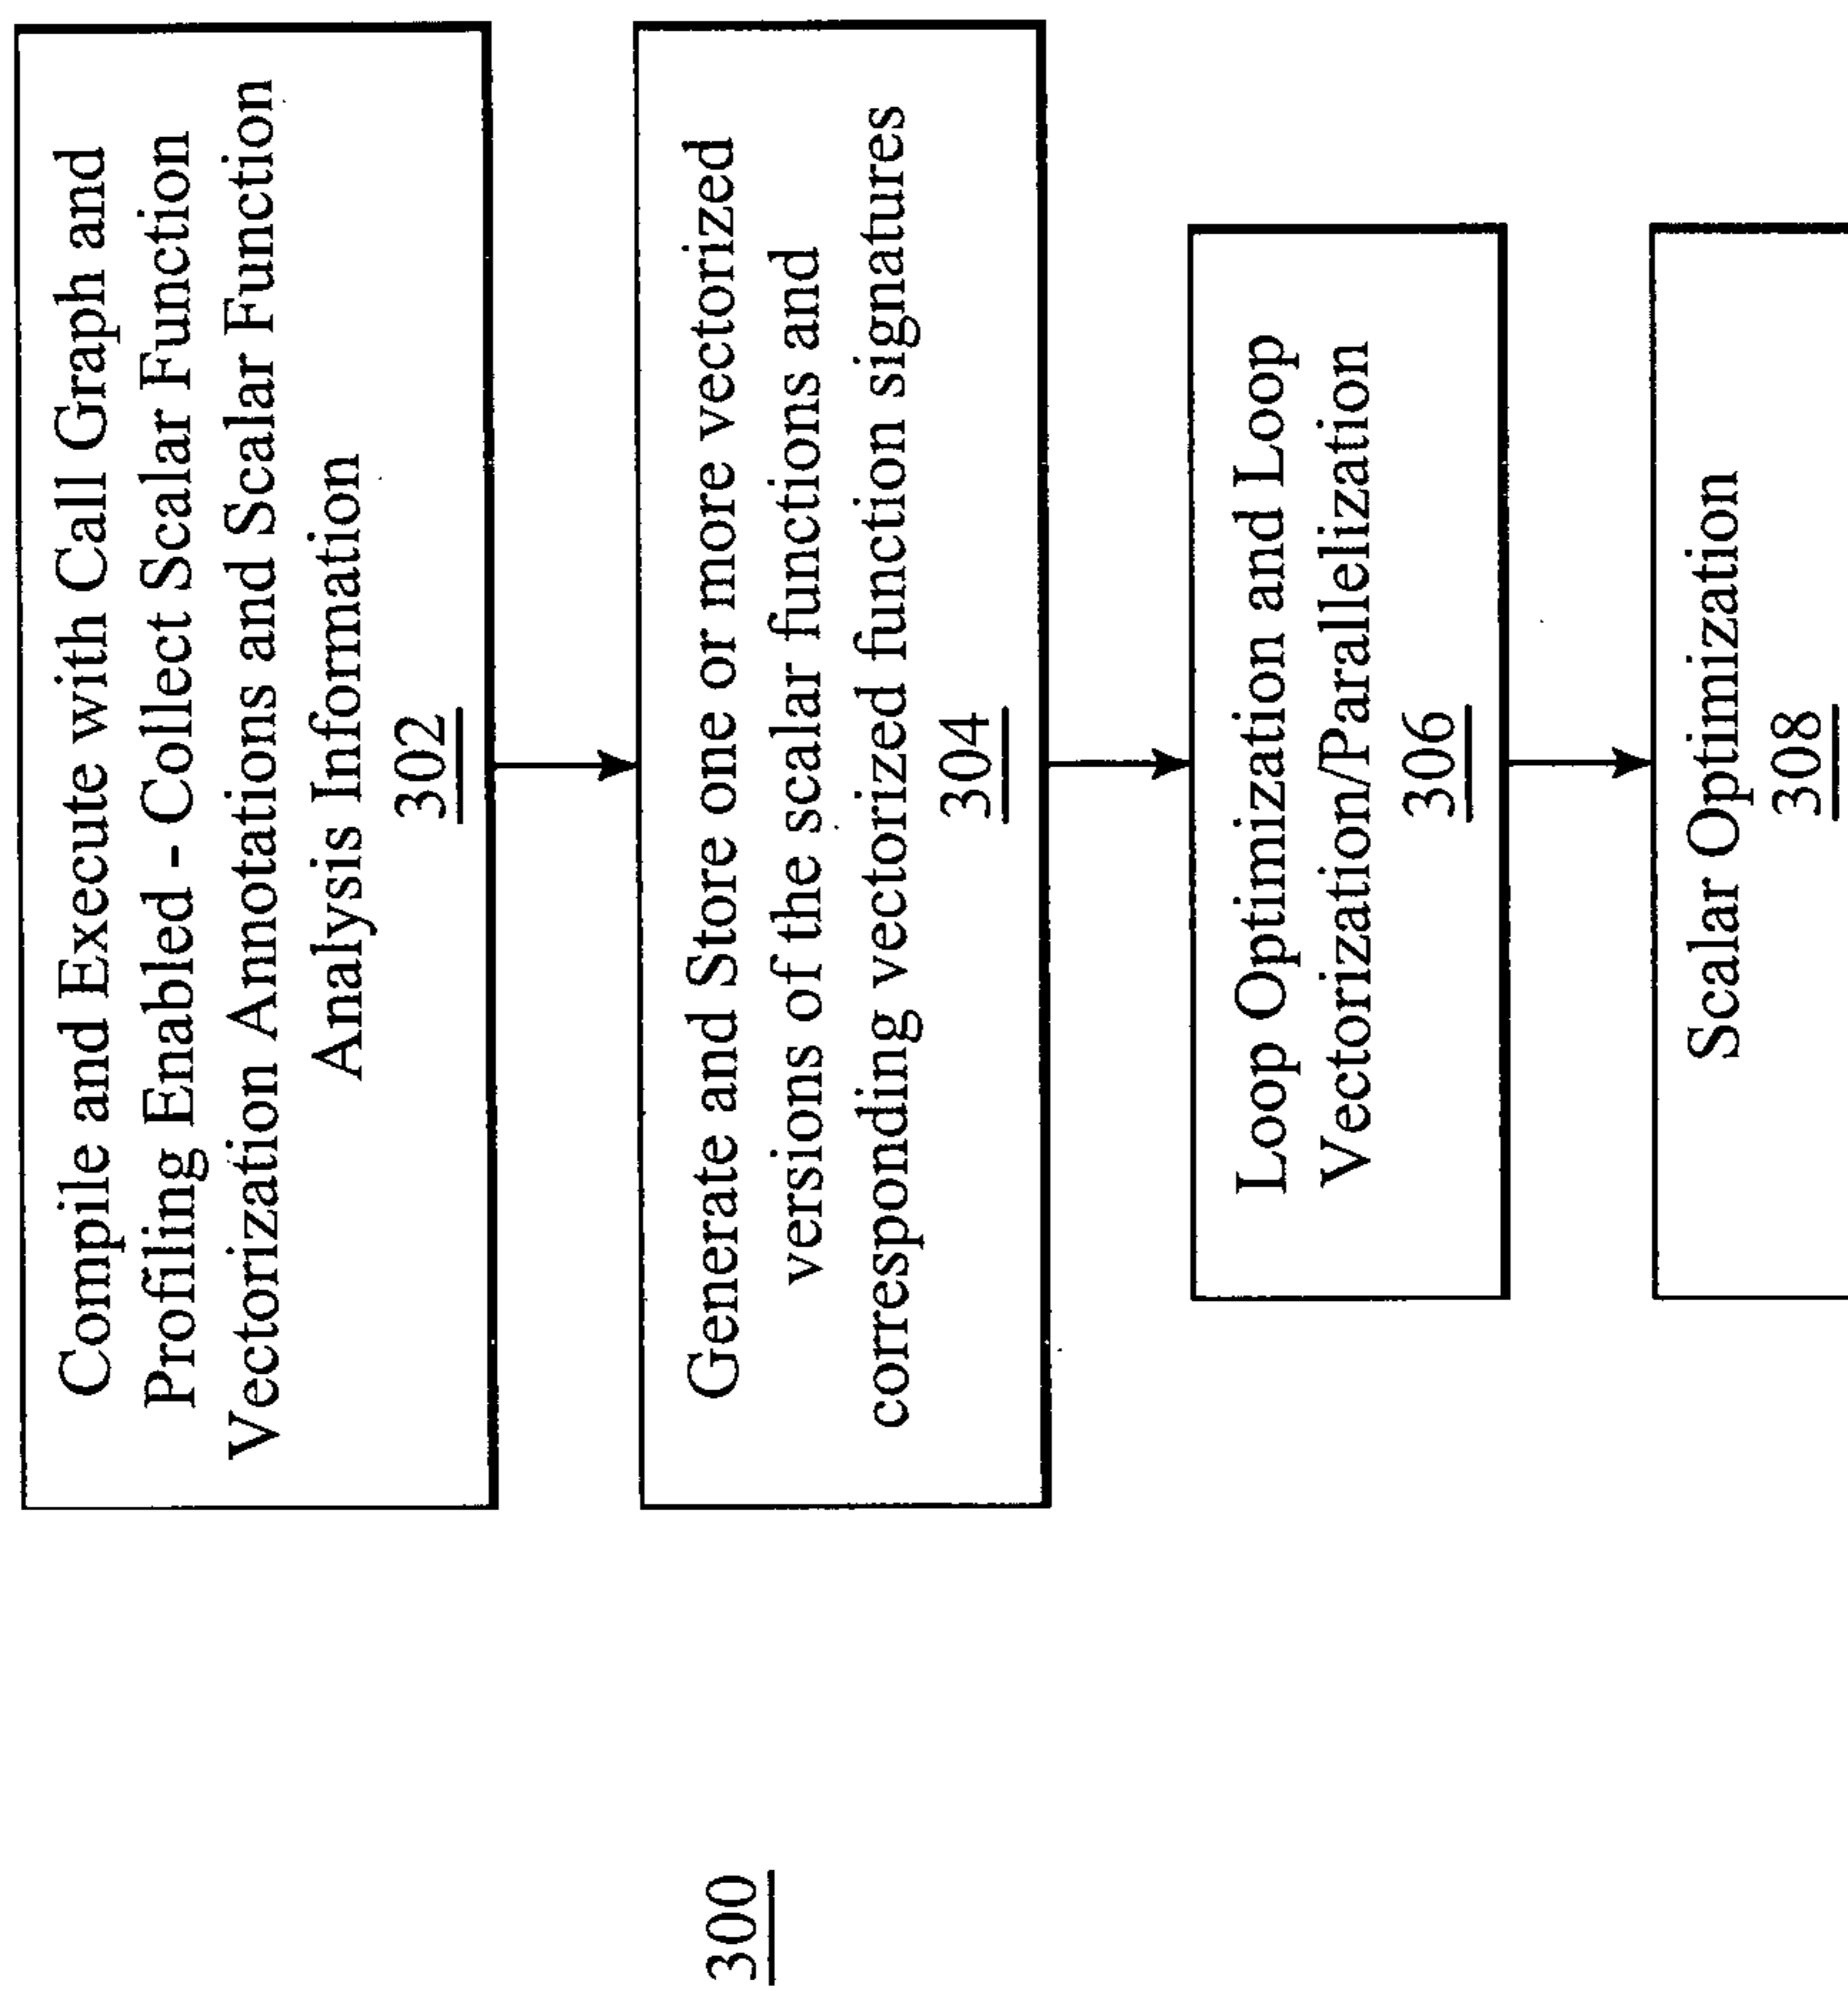 Compile and Execute with Call Graph and
Profiling Enabled - Collect Scalar Function
Vectorization Annotations and Scalar Function
Analysis Information
302
Generate and Store one or more vectorized
versions of the scalar functions and
corresponding vectorized function signatures
304
Loop Optimization and Loop
Vectorization/Parallelization
306
Scalar Optimization
308
300